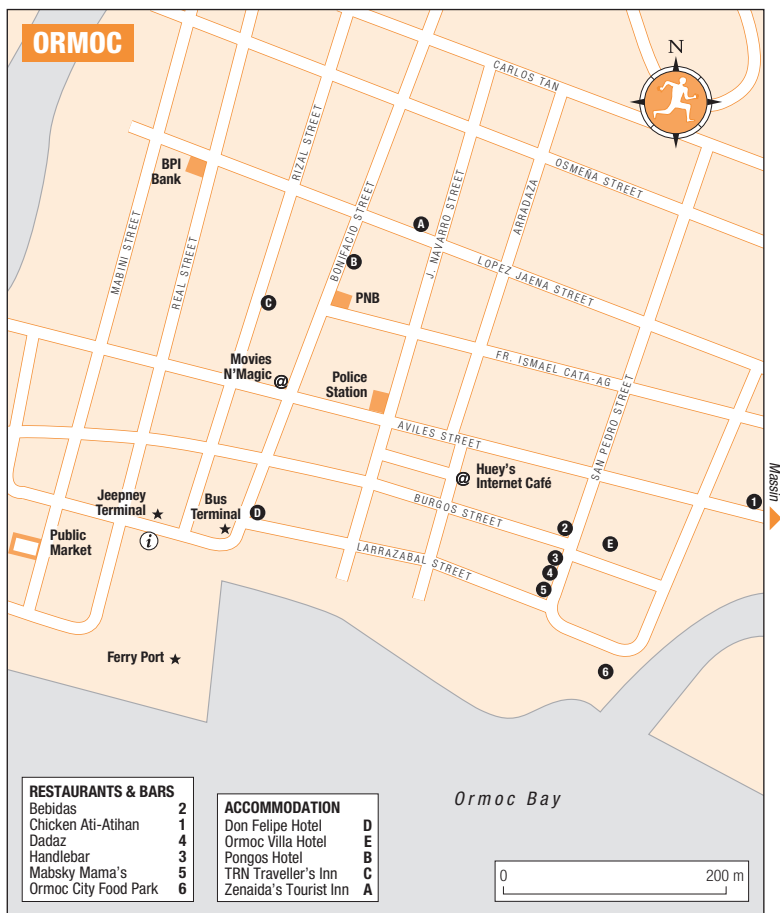 ORMOC
N
CARLOS TAN
OSMEÑA STREET
RIZAL STREET
BPI
Bank
BONIFACIO STREET
J. NAVARRO STREET
ARRADAZA
MABINI STREET
REAL STREET
A
B
LOPEZ JAENA STREET
C
PNB
FR. ISMAEL CATA-AG
Movies
N'Magic
@
Police
Station
SAN PEDRO STREET
AVILES STREET
Massin
@
Huey's
Internet Café
1
Jeepney
Terminal
Bus
Terminal
D
BURGOS STREET
2
E
Public
Market
i
LARRAZABAL STREET
3
4
5
Ferry Port
6
RESTAURANTS & BARS
Bebidas 2
Chicken Ati-Atihan 1
Dadaz 4
Handlebar 3
Mabsky Mama's 5
Ormoc City Food Park 6
ACCOMMODATION
Don Felipe Hotel D
Ormoc Villa Hotel E
Pongos Hotel B
TRN Traveller's Inn C
Zenaida's Tourist Inn A
Ormoc Bay
0 200 m